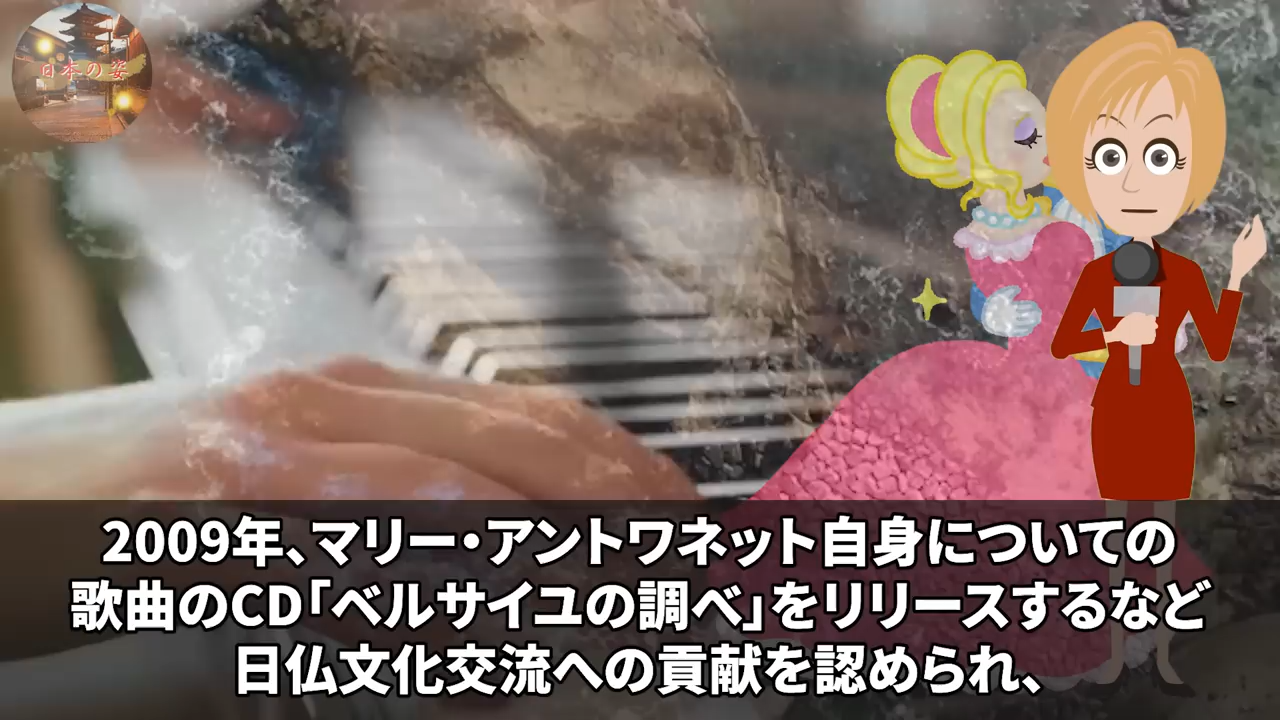 日本の姿
2009年、マリー・アントワネット自身についての
歌曲のCD「ベルサイユの調べ」をリリースするなど
日仏文化交流への貢献を認められ、